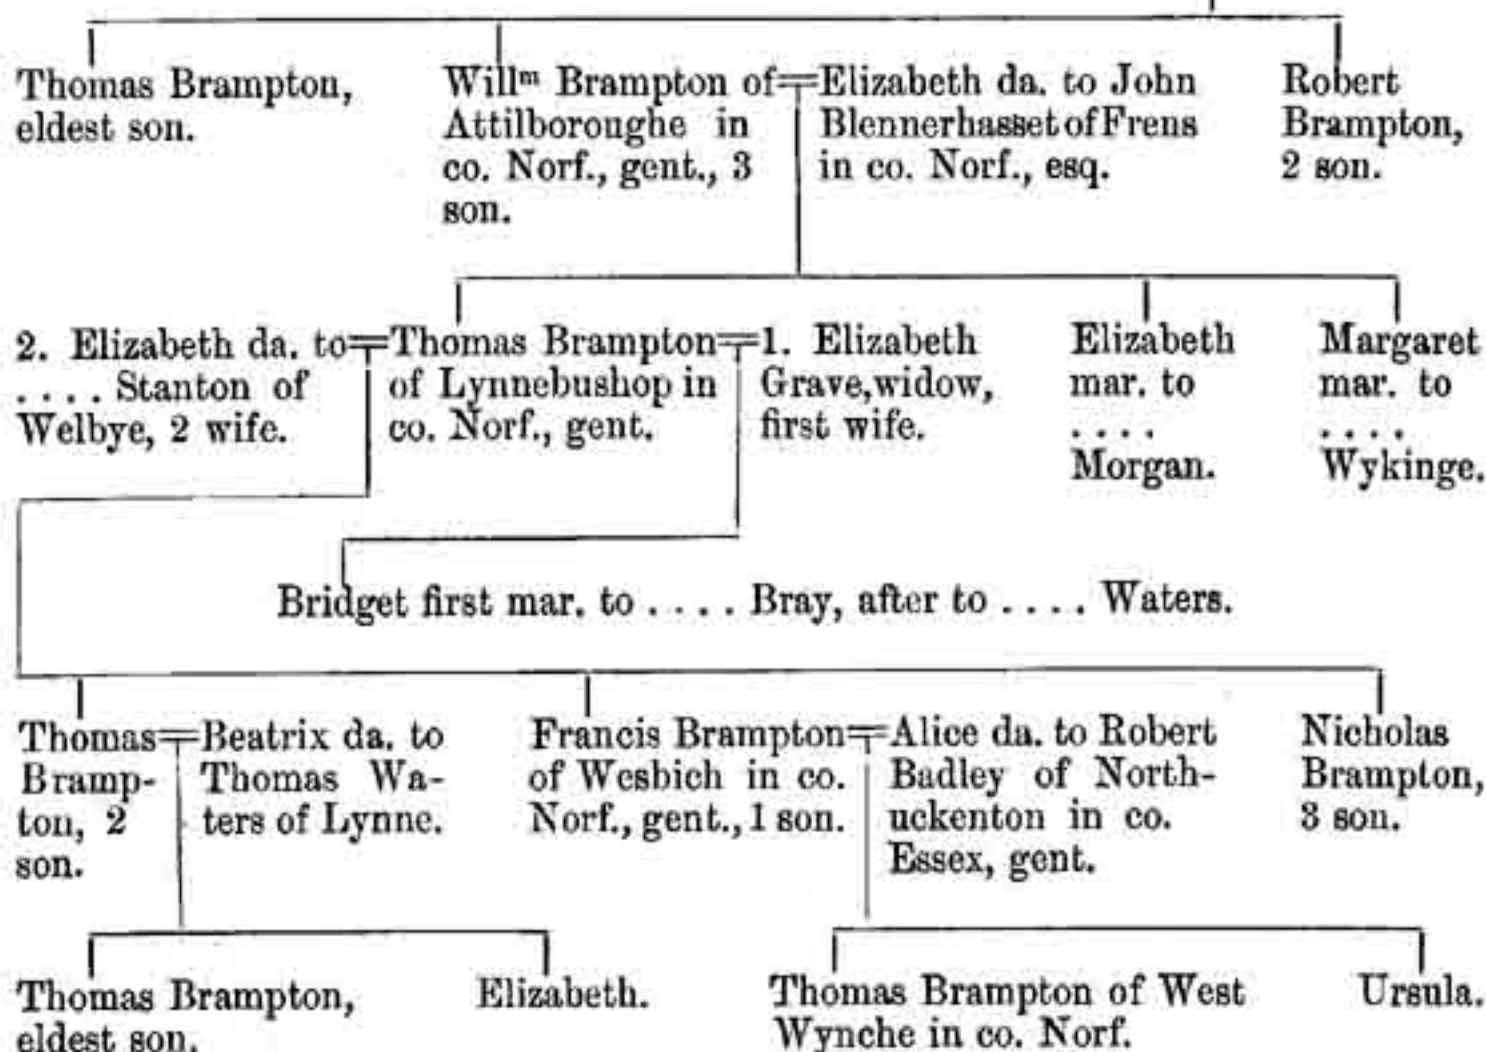 Thomas Brampton,
eldest son.
Willᵐ Brampton of
Attilboroughe in
co. Norf., gent., 3
son.
Elizabeth da. to John
Blennerhasset of Frens
in co. Norf., esq.
Robert
Brampton,
2 son.
2. Elizabeth da. to
.... Stanton of
Welbye, 2 wife.
Thomas Brampton
of Lynnebushop in
co. Norf., gent.
1. Elizabeth
Grave, widow,
first wife.
Elizabeth
mar. to
....
Morgan.
Margaret
mar. to
....
Wykinge.
Bridget first mar. to .... Bray, after to .... Waters.
Thomas
Bramp-
ton, 2
son.
Beatrix da. to
Thomas Wa-
ters of Lynne.
Francis Brampton
of Wesbich in co.
Norf., gent., 1 son.
Alice da. to Robert
Badley of North-
uckenton in co.
Essex, gent.
Nicholas
Brampton,
3 son.
Thomas Brampton,
eldest son.
Elizabeth.
Thomas Brampton of West
Wynche in co. Norf.
Ursula.